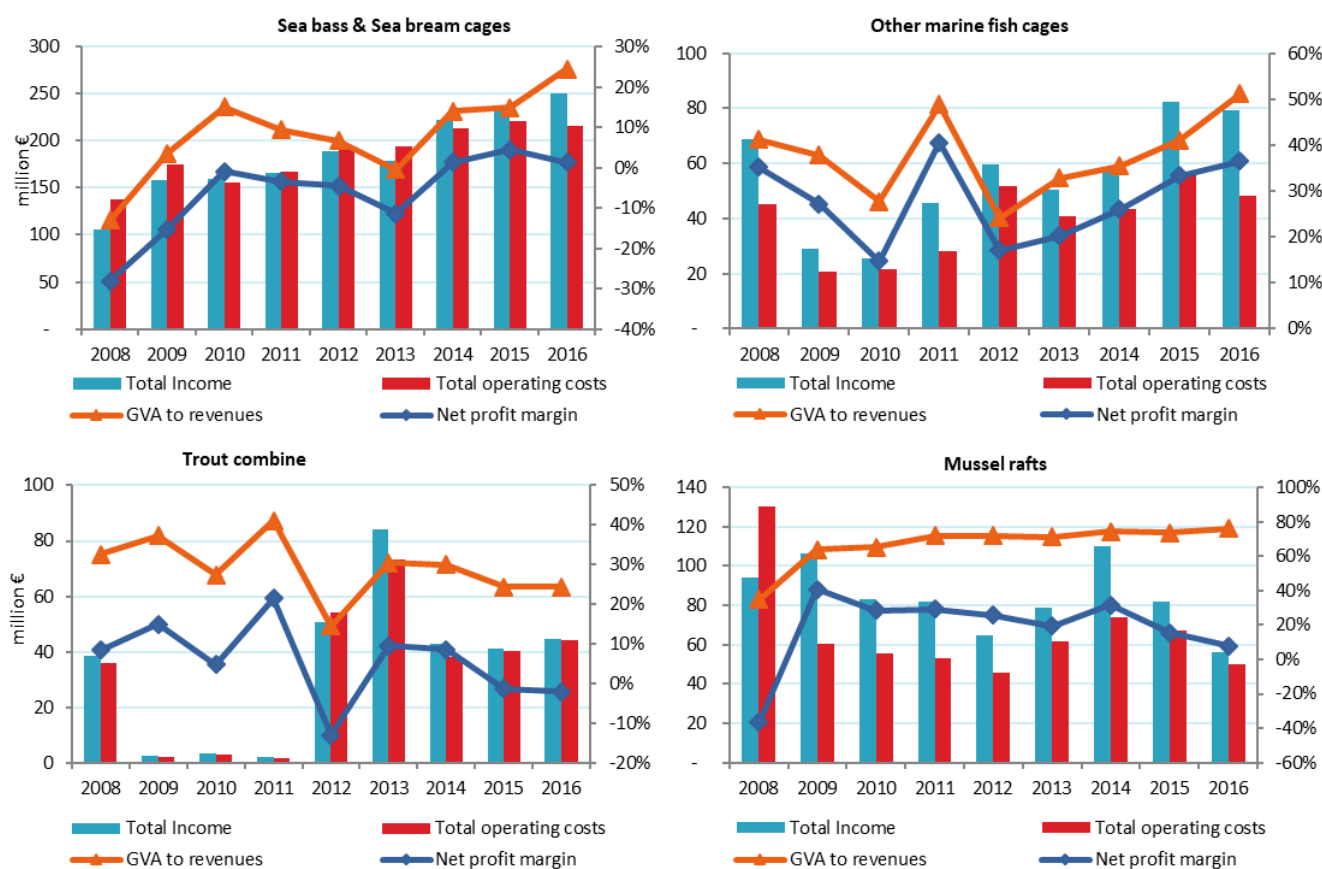 Sea bass & Sea bream cages
million €
300
250
200
150
100
50
-
30%
20%
10%
0%
-10%
-20%
-30%
-40%
2008 2009 2010 2011 2012 2013 2014 2015 2016
Total Income
Total operating costs
GVA to revenues
Net profit margin
Other marine fish cages
100
80
60
40
20
-
60%
50%
40%
30%
20%
10%
0%
2008 2009 2010 2011 2012 2013 2014 2015 2016
Total Income
Total operating costs
GVA to revenues
Net profit margin
Trout combine
million €
100
80
60
40
20
0
50%
40%
30%
20%
10%
0%
-10%
-20%
2008 2009 2010 2011 2012 2013 2014 2015 2016
Total Income
Total operating costs
GVA to revenues
Net profit margin
Mussel rafts
140
120
100
80
60
40
20
-
100%
80%
60%
40%
20%
0%
-20%
-40%
-60%
2008 2009 2010 2011 2012 2013 2014 2015 2016
Total Income
Total operating costs
GVA to revenues
Net profit margin